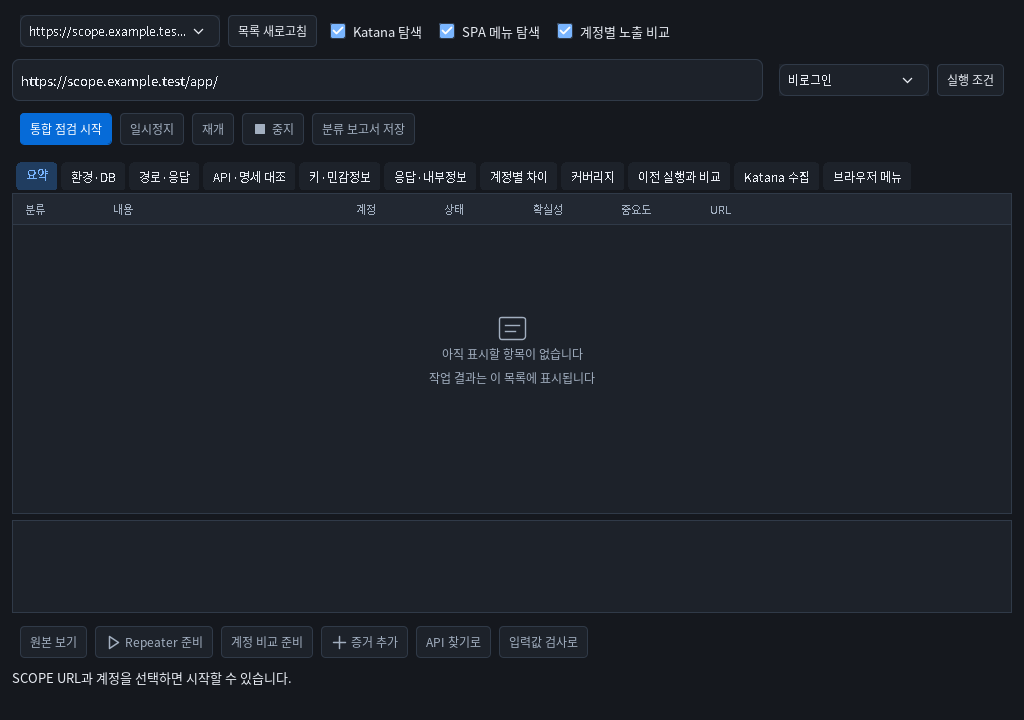 https://scope.example.tes... 목록 새로고침 Katana 탐색 SPA 메뉴 탐색 계정별 노출 비교
https://scope.example.test/app/ 비로그인 실행 조건
통합 점검 시작 일시정지 재개 중지 분류 보고서 저장
요약 환경·DB 경로·응답 API·명세 대조 키·민감정보 응답·내부정보 계정별 차이 커버리지 이전 실행과 비교 Katana 수집 브라우저 메뉴
분류 내용 계정 상태 확실성 중요도 URL
아직 표시할 항목이 없습니다
작업 결과는 이 목록에 표시됩니다
원본 보기 Repeater 준비 계정 비교 준비 증거 추가 API 찾기로 입력값 검사로
SCOPE URL과 계정을 선택하면 시작할 수 있습니다.